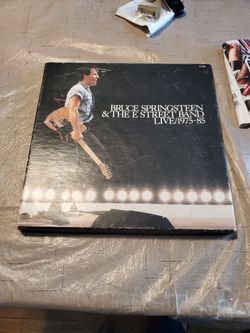 BRUCE SPRINGSTEEN
& THE E STREET BAND
LIVE/1975-85